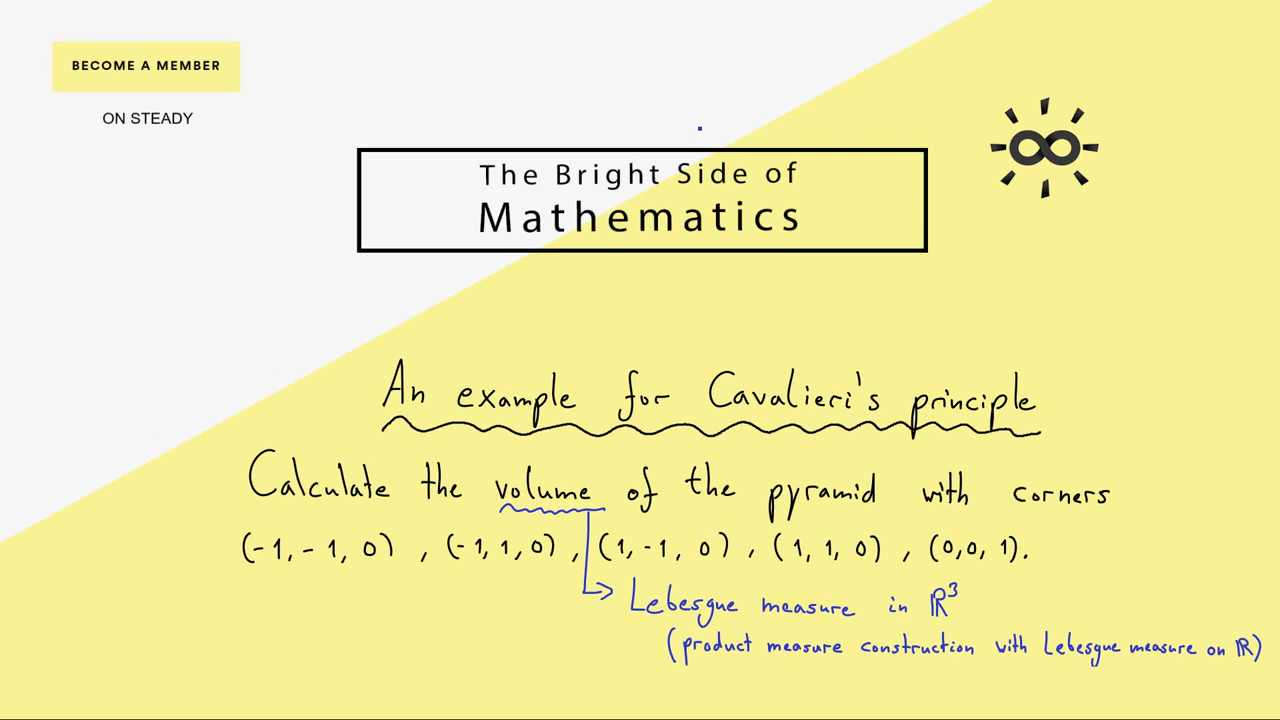 BECOME A MEMBER
ON STEADY
The Bright Side of
Mathematics
An example for Cavalieri's principle
Calculate the volume of the pyramid with corners
(-1,-1, 0) , (-1, 1, 0) , (1, -1, 0) , (1, 1, 0) , (0,0, 1).
Lebesgue measure in ℝ³
(product measure construction with Lebesgue measure on ℝ)